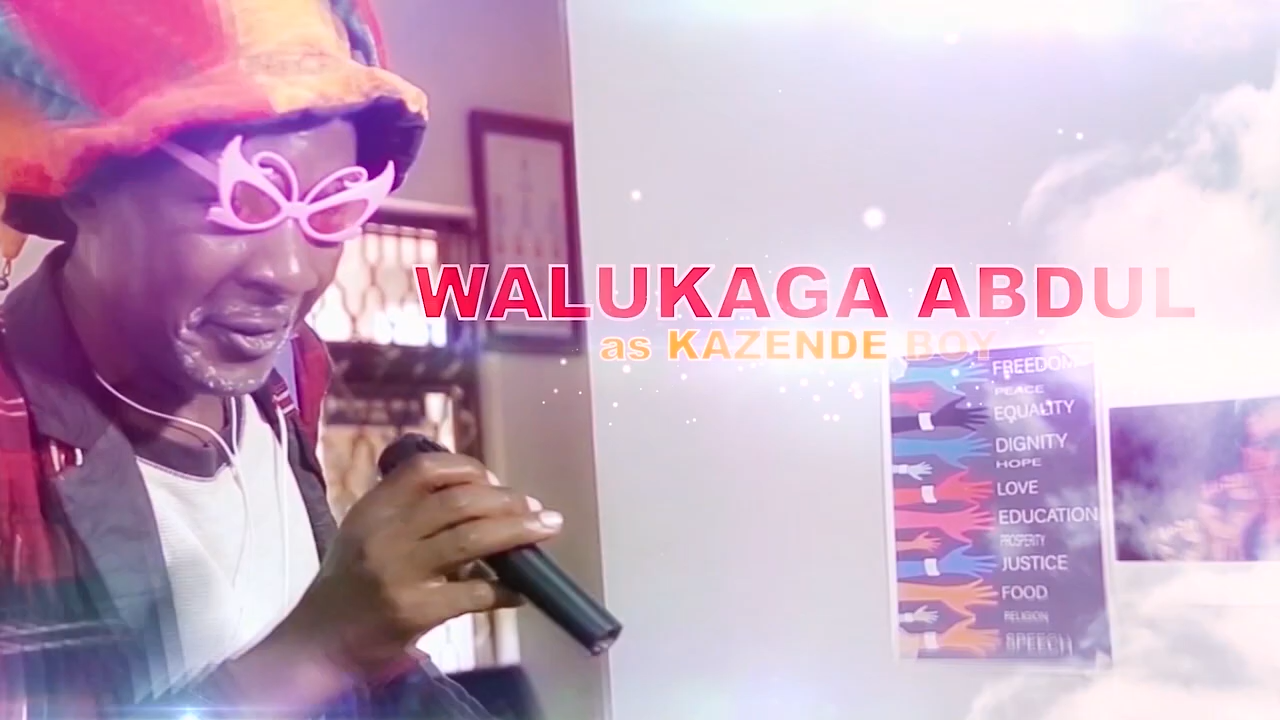 WALUKAGA ABDUL
as KAZENDE BOY
FREEDOM
PEACE
EQUALITY
DIGNITY
HOPE
LOVE
EDUCATION
PROSPERITY
JUSTICE
FOOD
RELIGION
SPEECH